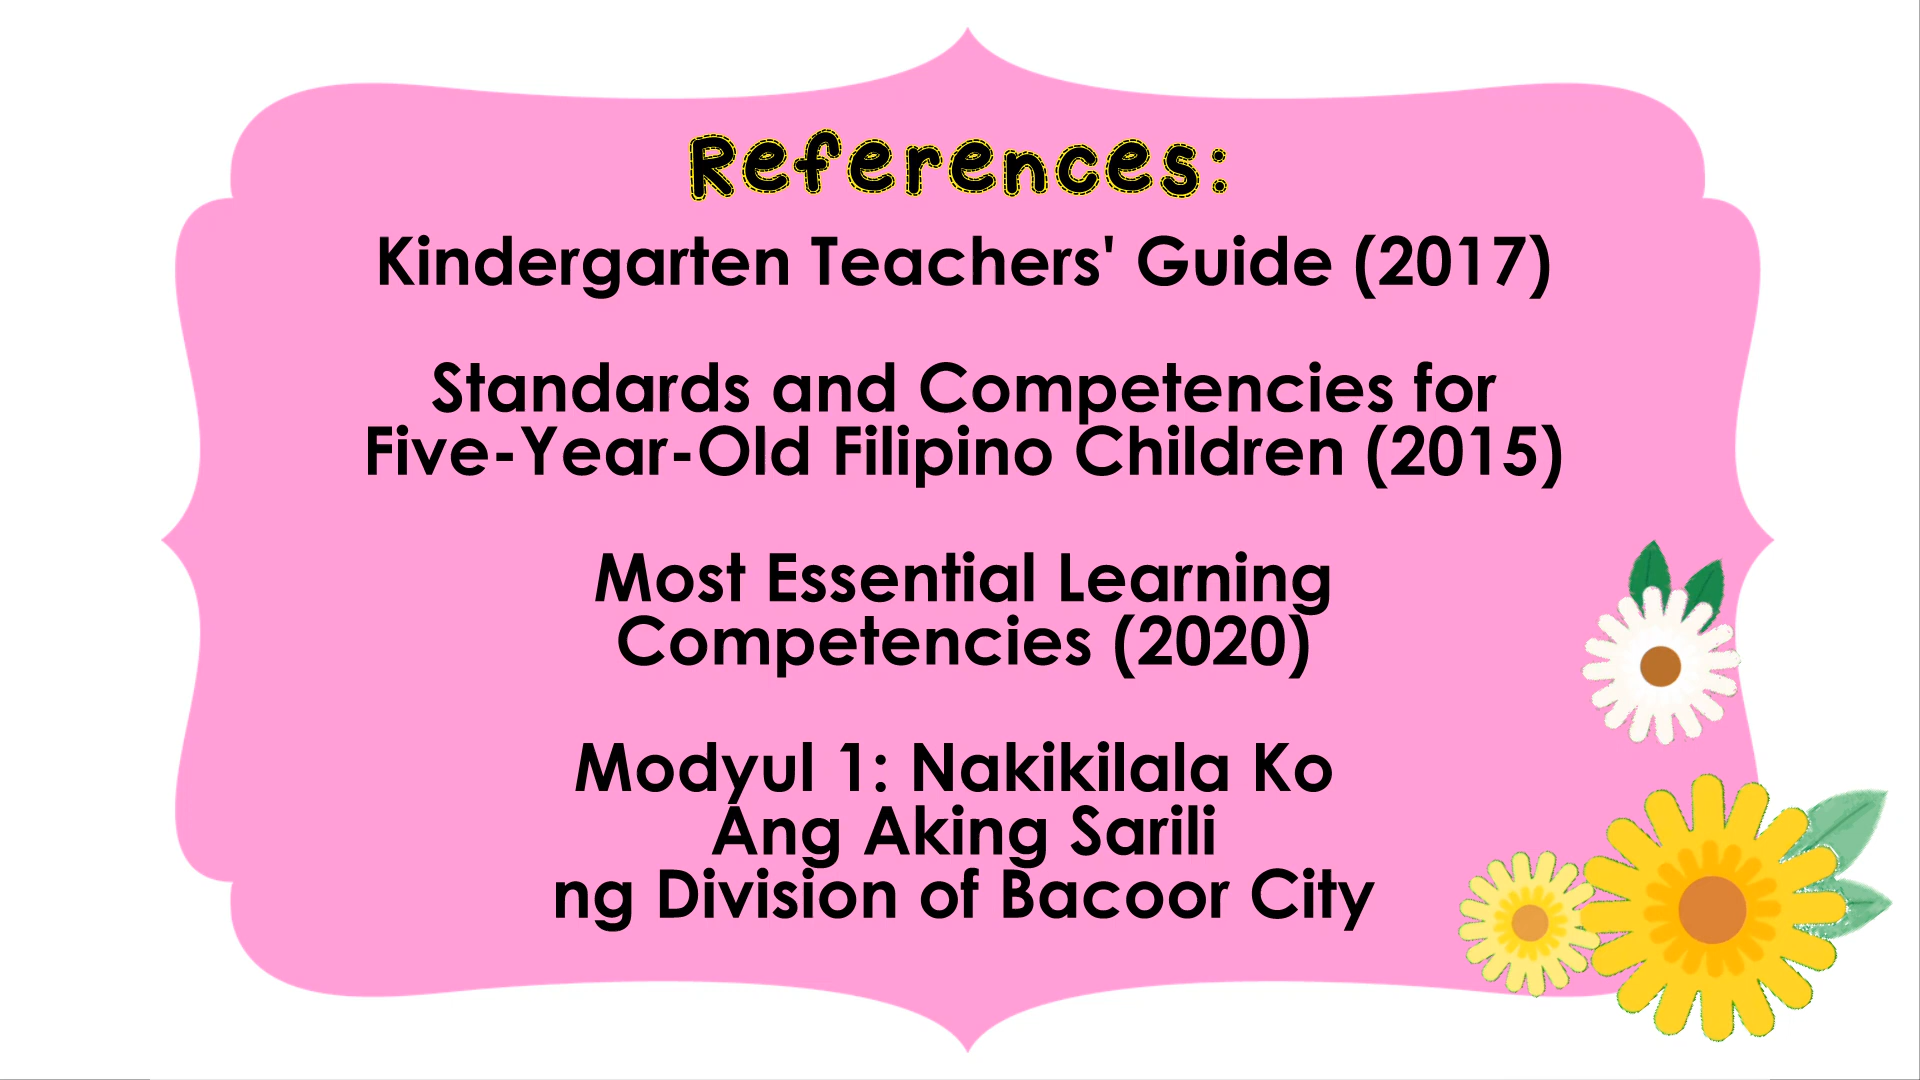 References:
Kindergarten Teachers' Guide (2017)
Standards and Competencies for
Five-Year-Old Filipino Children (2015)
Most Essential Learning
Competencies (2020)
Modyul 1: Nakikilala Ko
Ang Aking Sarili
ng Division of Bacoor City